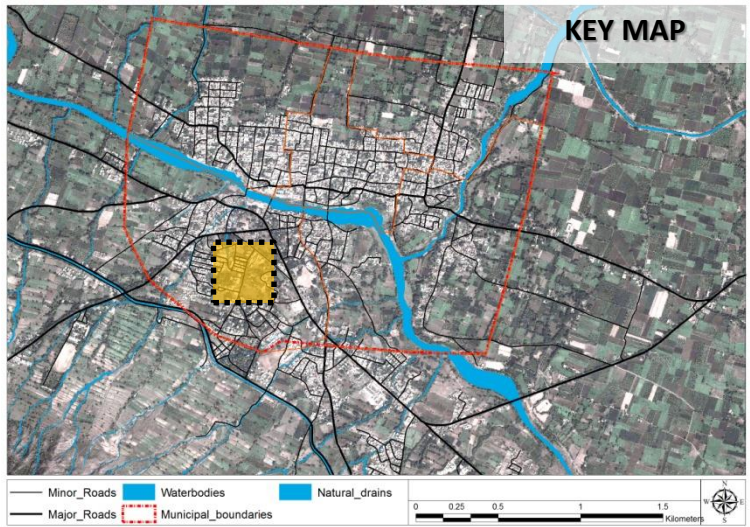 KEY MAP
Minor_Roads Waterbodies Natural_drains
Major_Roads Municipal_boundaries
0 0.25 0.5 1 1.5
Kilometers
N
W E
S